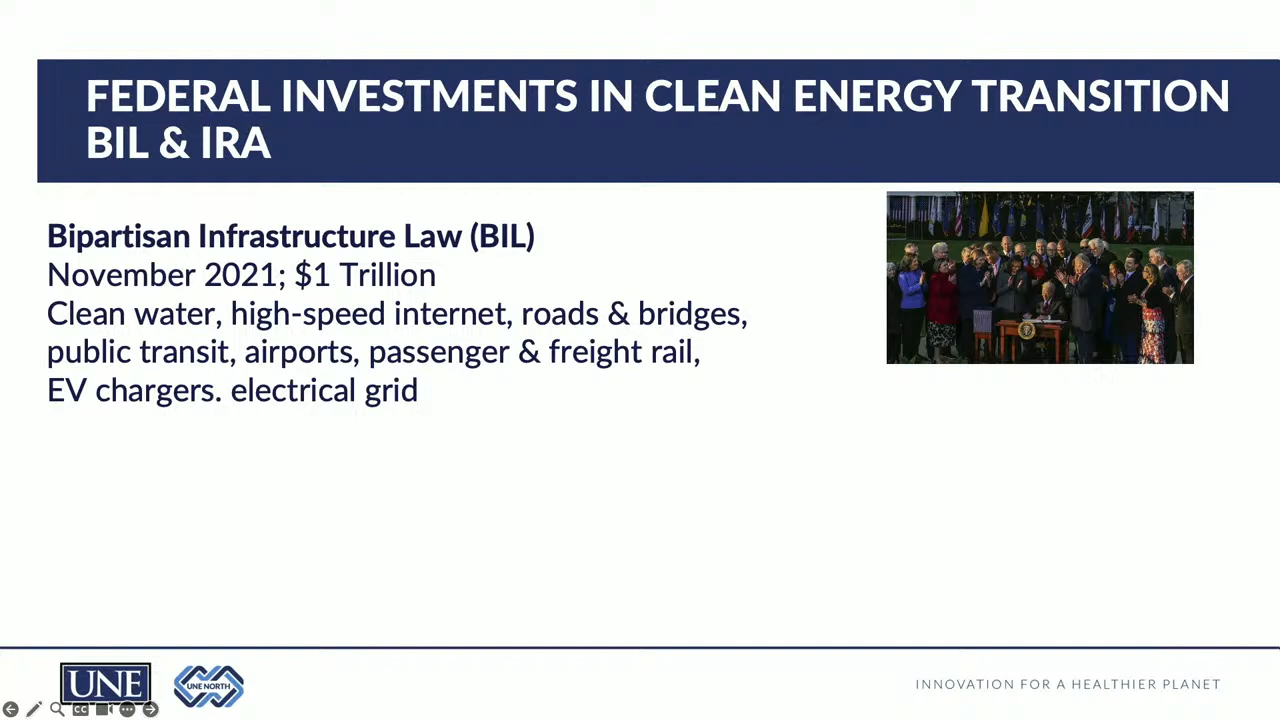 FEDERAL INVESTMENTS IN CLEAN ENERGY TRANSITION
BIL & IRA
Bipartisan Infrastructure Law (BIL)
November 2021; $1 Trillion
Clean water, high-speed internet, roads & bridges,
public transit, airports, passenger & freight rail,
EV chargers. electrical grid
UNE
UNE NORTH
INNOVATION FOR A HEALTHIER PLANET
CC